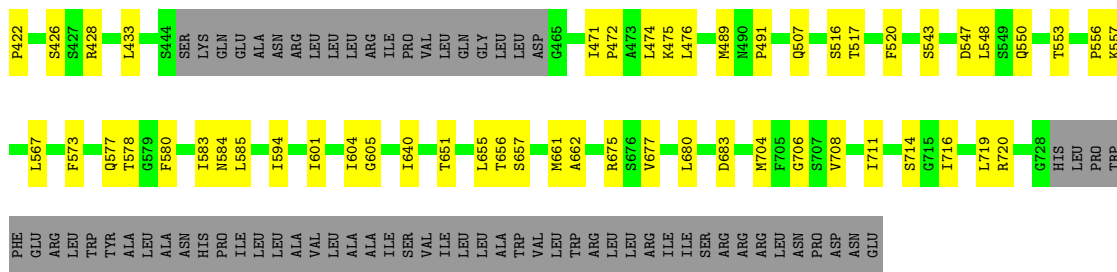 P422 S426 S427 R428 L433 S444 SER LYS GLN GLU ALA ASN ARG LEU LEU LEU ARG ILE PRO VAL LEU GLN GLY LEU LEU ASP G465 I471 P472 A473 L474 K475 L476 M489 N490 P491 Q507 S516 T517 F520 S543 D547 L548 S549 Q550 T553 P556 K557
L567 F573 Q577 T578 G579 F580 I583 N584 L585 I594 I601 I604 G605 I640 T651 L655 T656 S657 M661 A662 R675 S676 V677 L680 D683 M704 F705 G706 S707 V708 I711 S714 G715 I716 L719 R720 G728 HIS LEU PRO TRP
PHE GLU ARG LEU TRP TYR ALA LEU ALA ASN HIS PRO ILE LEU LEU ALA VAL LEU ALA ALA ILE SER VAL ILE LEU LEU ALA TRP VAL LEU TRP ARG LEU LEU ARG ILE ILE SER ARG ARG ARG LEU ASN PRO ASP ASN GLU